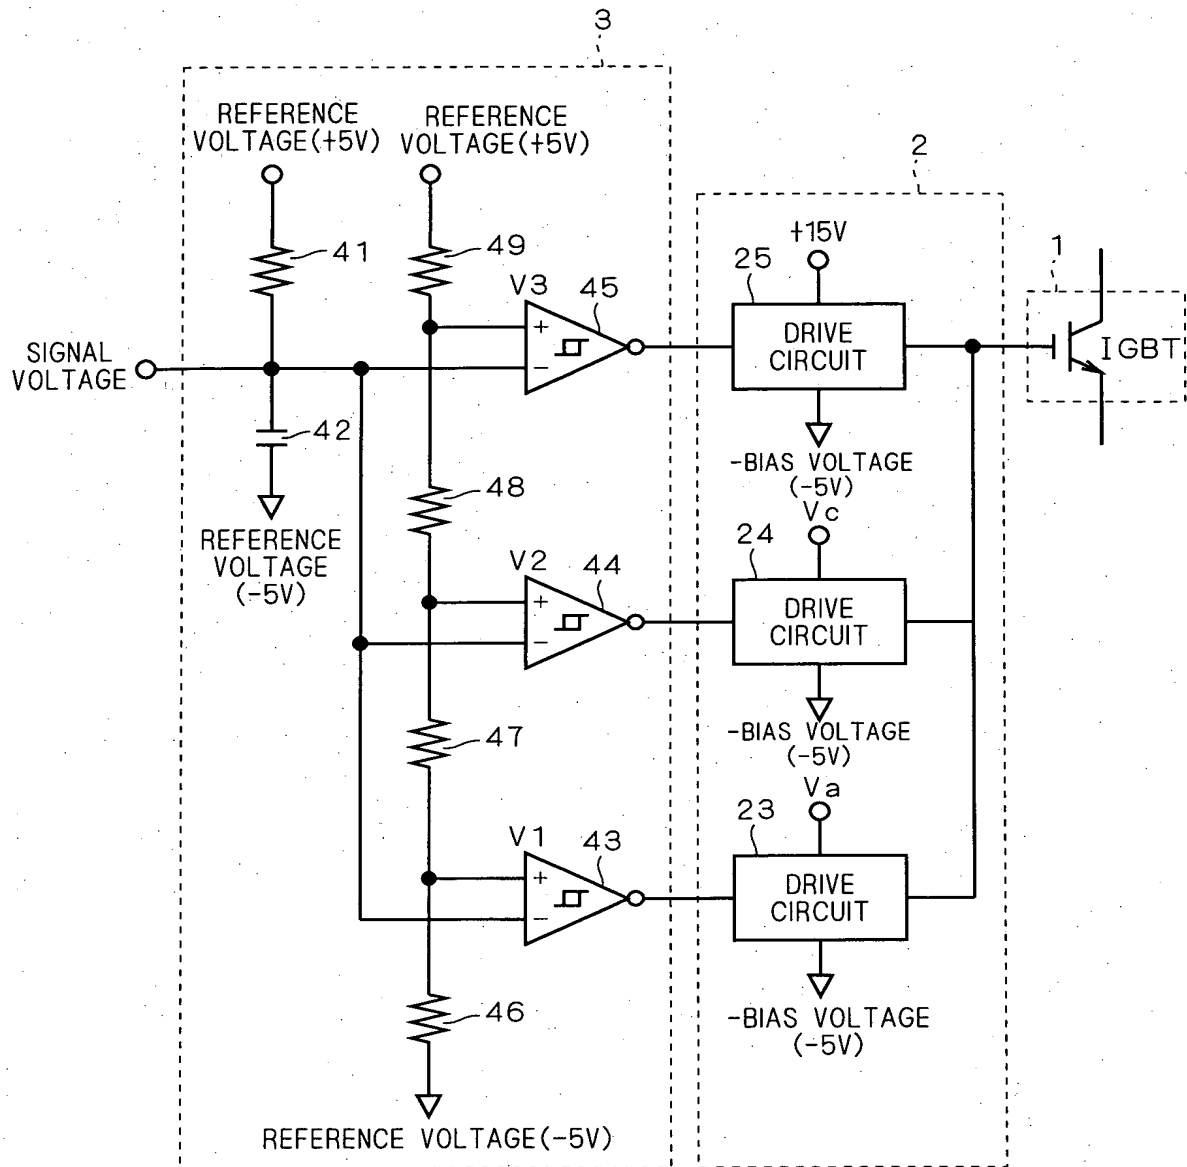 3
REFERENCE
VOLTAGE(+5V)
REFERENCE
VOLTAGE(+5V)
2
41
49
+15V
1
25
V3
45
+
−
DRIVE
CIRCUIT
IGBT
SIGNAL
VOLTAGE
42
-BIAS VOLTAGE
(-5V)
48
REFERENCE
VOLTAGE
(-5V)
Vc
24
V2
44
+
−
DRIVE
CIRCUIT
47
-BIAS VOLTAGE
(-5V)
Va
23
V1
43
+
−
DRIVE
CIRCUIT
46
-BIAS VOLTAGE
(-5V)
REFERENCE VOLTAGE(-5V)